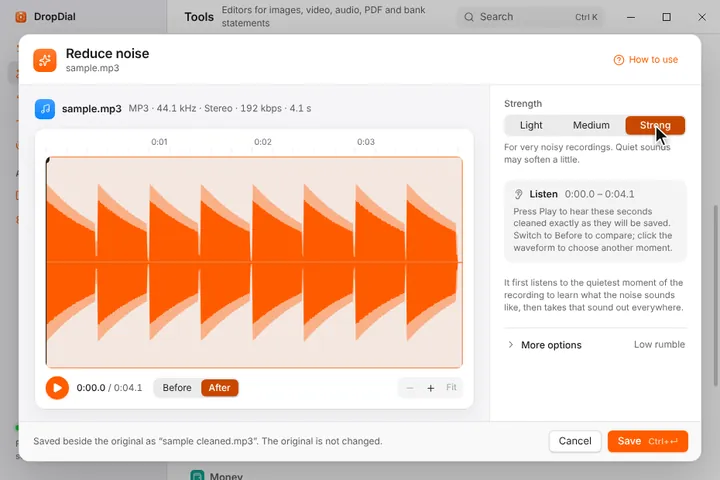 DropDial
Tools
Editors for images, video, audio, PDF and bank
statements
Search
Ctrl K
Reduce noise
sample.mp3
How to use
sample.mp3 MP3 · 44.1 kHz · Stereo · 192 kbps · 4.1 s
0:01 0:02 0:03
0:00.0 / 0:04.1
Before After
− + Fit
Strength
Light Medium Strong
For very noisy recordings. Quiet sounds
may soften a little.
Listen 0:00.0 – 0:04.1
Press Play to hear these seconds
cleaned exactly as they will be saved.
Switch to Before to compare; click the
waveform to choose another moment.
It first listens to the quietest moment of the
recording to learn what the noise sounds
like, then takes that sound out everywhere.
More options Low rumble
Saved beside the original as “sample cleaned.mp3”. The original is not changed.
Cancel
Save Ctrl+↵
Money